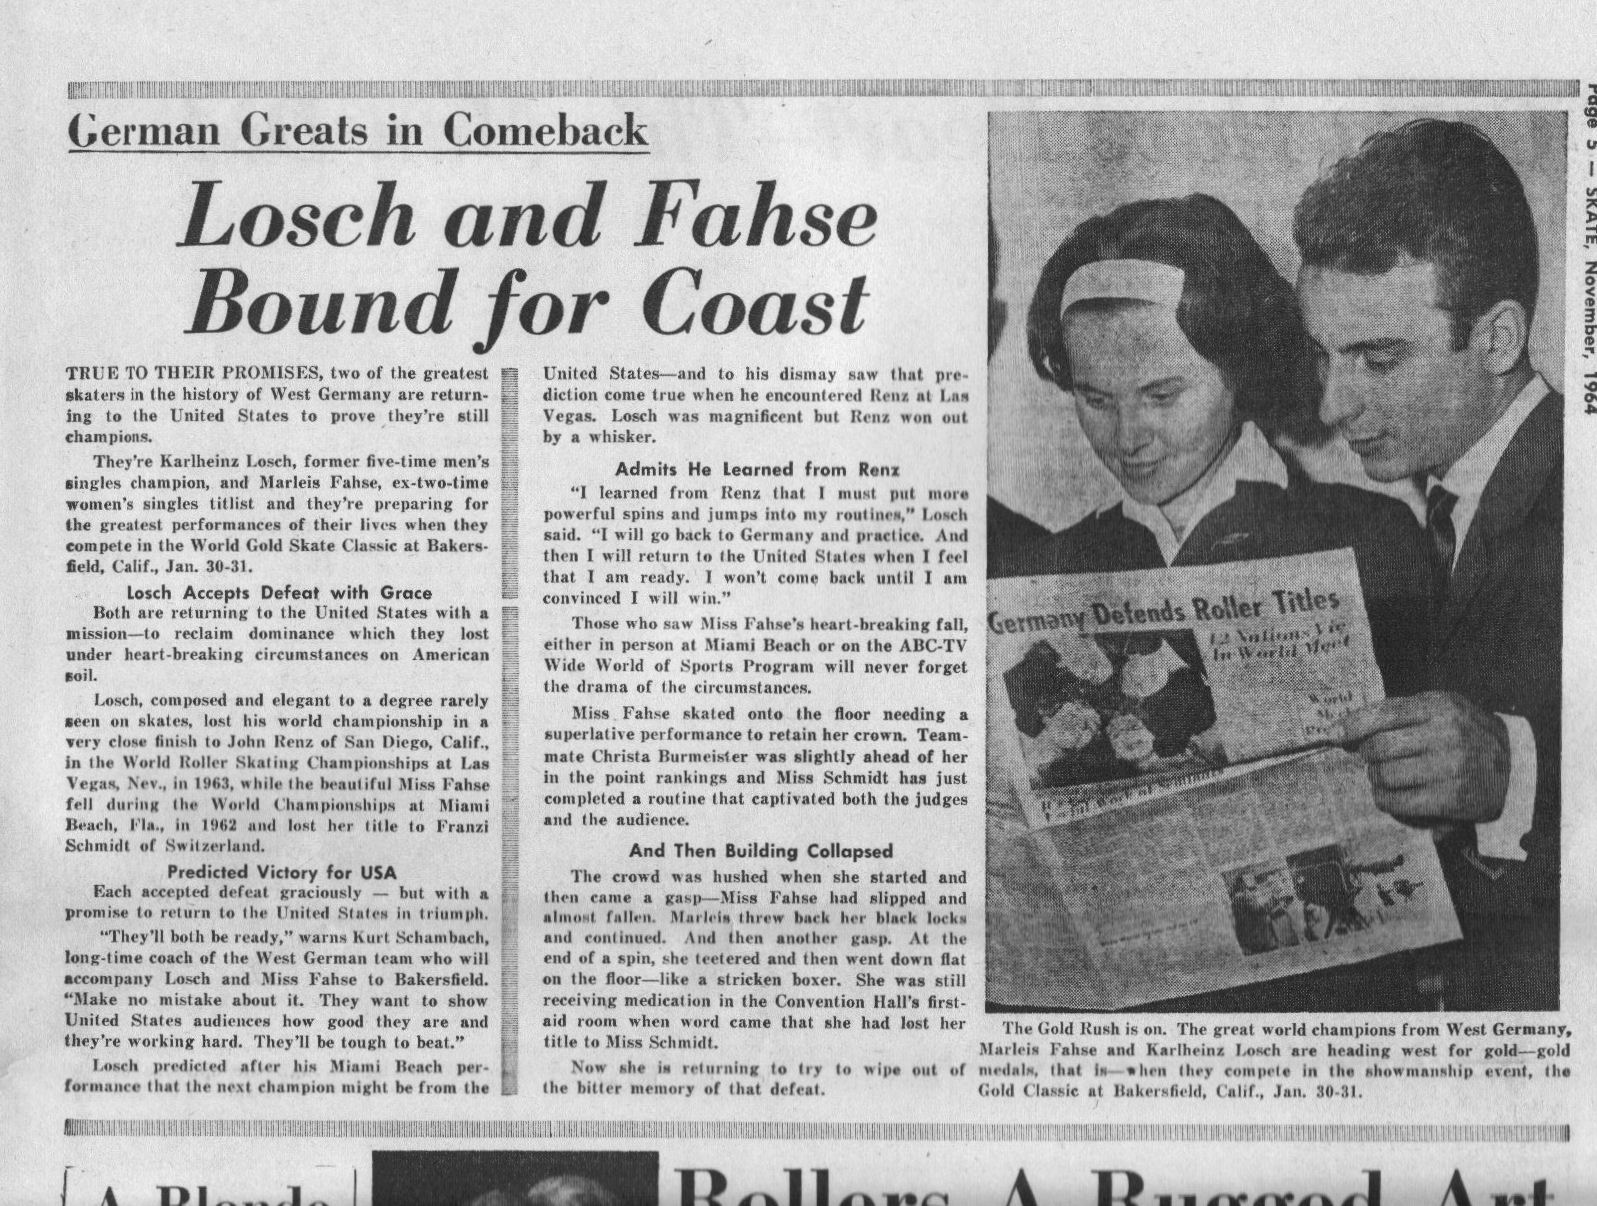 German Greats in Comeback
Losch and Fahse
Bound for Coast
TRUE TO THEIR PROMISES, two of the greatest
skaters in the history of West Germany are return-
ing to the United States to prove they're still
champions.
They're Karlheinz Losch, former five-time men's
singles champion, and Marleis Fahse, ex-two-time
women's singles titlist and they're preparing for
the greatest performances of their lives when they
compete in the World Gold Skate Classic at Bakers-
field, Calif., Jan. 30-31.
Losch Accepts Defeat with Grace
Both are returning to the United States with a
mission—to reclaim dominance which they lost
under heart-breaking circumstances on American
soil.
Losch, composed and elegant to a degree rarely
seen on skates, lost his world championship in a
very close finish to John Renz of San Diego, Calif.,
in the World Roller Skating Championships at Las
Vegas, Nev., in 1963, while the beautiful Miss Fahse
fell during the World Championships at Miami
Beach, Fla., in 1962 and lost her title to Franzi
Schmidt of Switzerland.
Predicted Victory for USA
Each accepted defeat graciously — but with a
promise to return to the United States in triumph.
"They'll both be ready," warns Kurt Schambach,
long-time coach of the West German team who will
accompany Losch and Miss Fahse to Bakersfield.
"Make no mistake about it. They want to show
United States audiences how good they are and
they're working hard. They'll be tough to beat."
Losch predicted after his Miami Beach per-
formance that the next champion might be from the
United States—and to his dismay saw that pre-
diction come true when he encountered Renz at Las
Vegas. Losch was magnificent but Renz won out
by a whisker.
Admits He Learned from Renz
"I learned from Renz that I must put more
powerful spins and jumps into my routines," Losch
said. "I will go back to Germany and practice. And
then I will return to the United States when I feel
that I am ready. I won't come back until I am
convinced I will win."
Those who saw Miss Fahse's heart-breaking fall,
either in person at Miami Beach or on the ABC-TV
Wide World of Sports Program will never forget
the drama of the circumstances.
Miss Fahse skated onto the floor needing a
superlative performance to retain her crown. Team-
mate Christa Burmeister was slightly ahead of her
in the point rankings and Miss Schmidt has just
completed a routine that captivated both the judges
and the audience.
And Then Building Collapsed
The crowd was hushed when she started and
then came a gasp—Miss Fahse had slipped and
almost fallen. Marleis threw back her black locks
and continued. And then another gasp. At the
end of a spin, she teetered and then went down flat
on the floor—like a stricken boxer. She was still
receiving medication in the Convention Hall's first-
aid room when word came that she had lost her
title to Miss Schmidt.
Now she is returning to try to wipe out of
the bitter memory of that defeat.
Germany Defends Roller Titles
12 Nations Vie
In World Meet
World
The Gold Rush is on. The great world champions from West Germany,
Marleis Fahse and Karlheinz Losch are heading west for gold—gold
medals, that is—when they compete in the showmanship event, the
Gold Classic at Bakersfield, Calif., Jan. 30-31.
Page 5 — SKATE, November, 1964
A Blonde
Rollers A Rugged Art